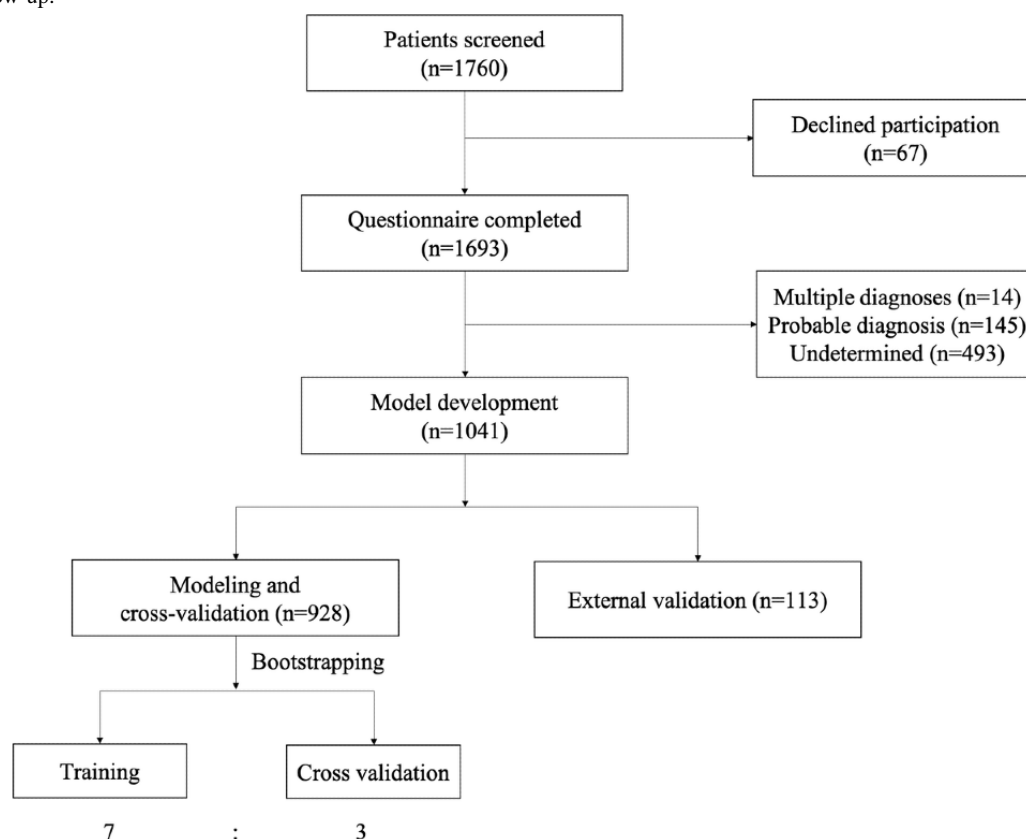 ow-up.
Patients screened
(n=1760)
Declined participation
(n=67)
Questionnaire completed
(n=1693)
Multiple diagnoses (n=14)
Probable diagnosis (n=145)
Undetermined (n=493)
Model development
(n=1041)
Modeling and
cross-validation (n=928)
External validation (n=113)
Bootstrapping
Training
Cross validation
7 : 3